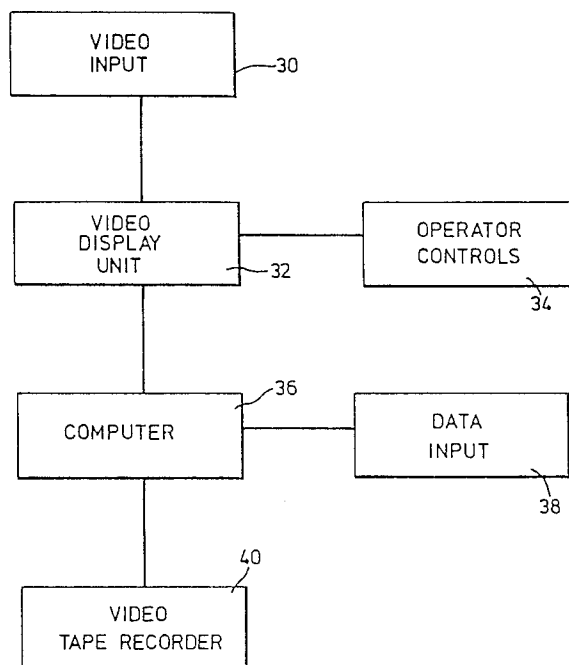 VIDEO
INPUT
30
VIDEO
DISPLAY
UNIT
32
OPERATOR
CONTROLS
34
COMPUTER
36
DATA
INPUT
38
40
VIDEO
TAPE RECORDER